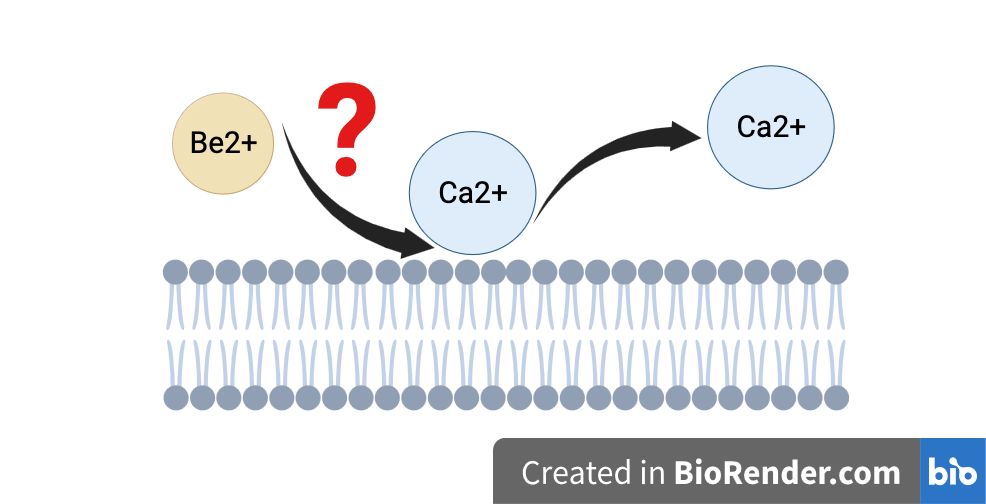 Be2+
?
Ca2+
Ca2+
Created in BioRender.com bio